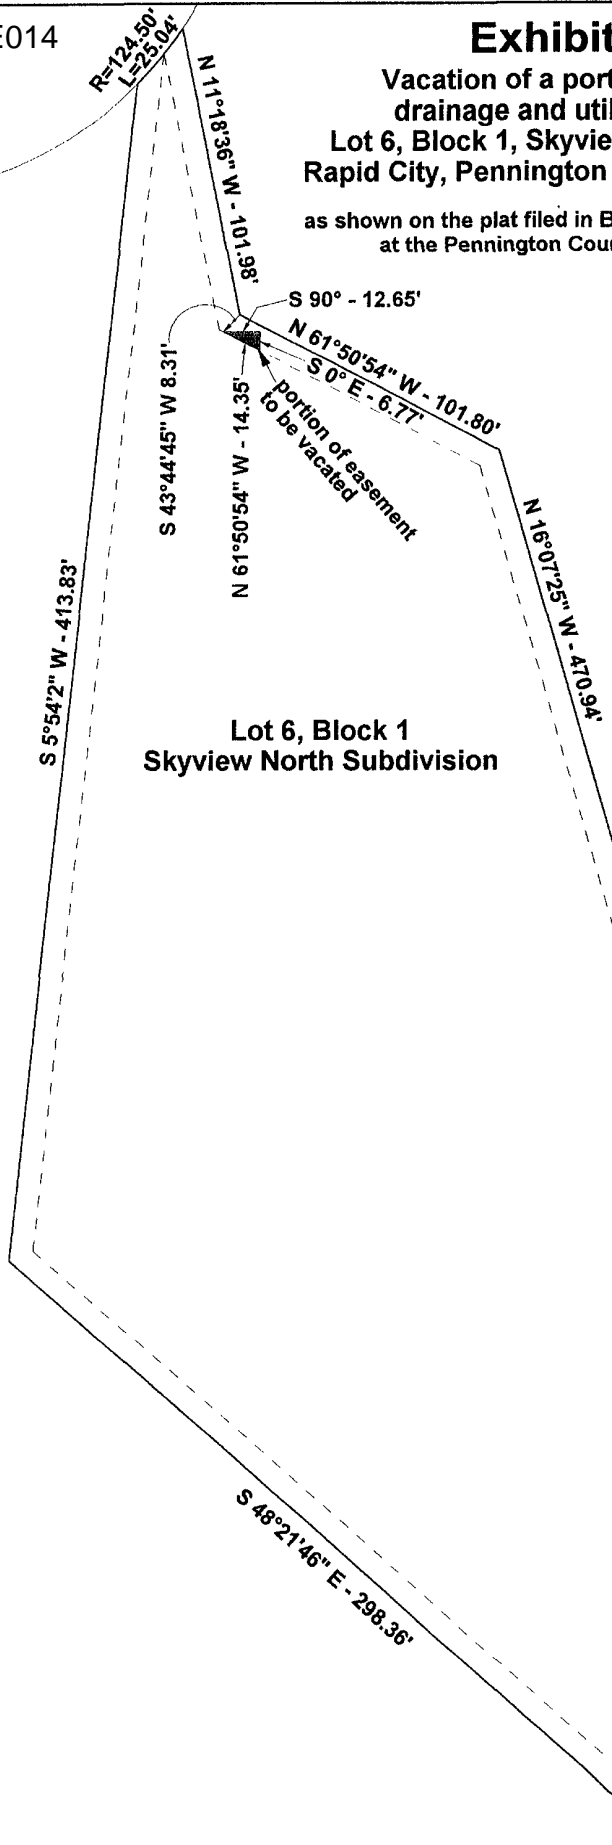 E014
Exhibit
Vacation of a port
drainage and util
Lot 6, Block 1, Skyvie
Rapid City, Pennington
as shown on the plat filed in B
at the Pennington Cou
R=124.50'
L=25.04'
N 11°18'36" W - 101.98'
S 90° - 12.65'
N 61°50'54" W - 101.80'
S 0° E - 6.77'
S 43°44'45" W 8.31'
N 61°50'54" W - 14.35'
portion of easement
to be vacated
N 16°07'25" W - 470.94'
S 5°54'2" W - 413.83'
Lot 6, Block 1
Skyview North Subdivision
S 48°21'46" E - 298.36'